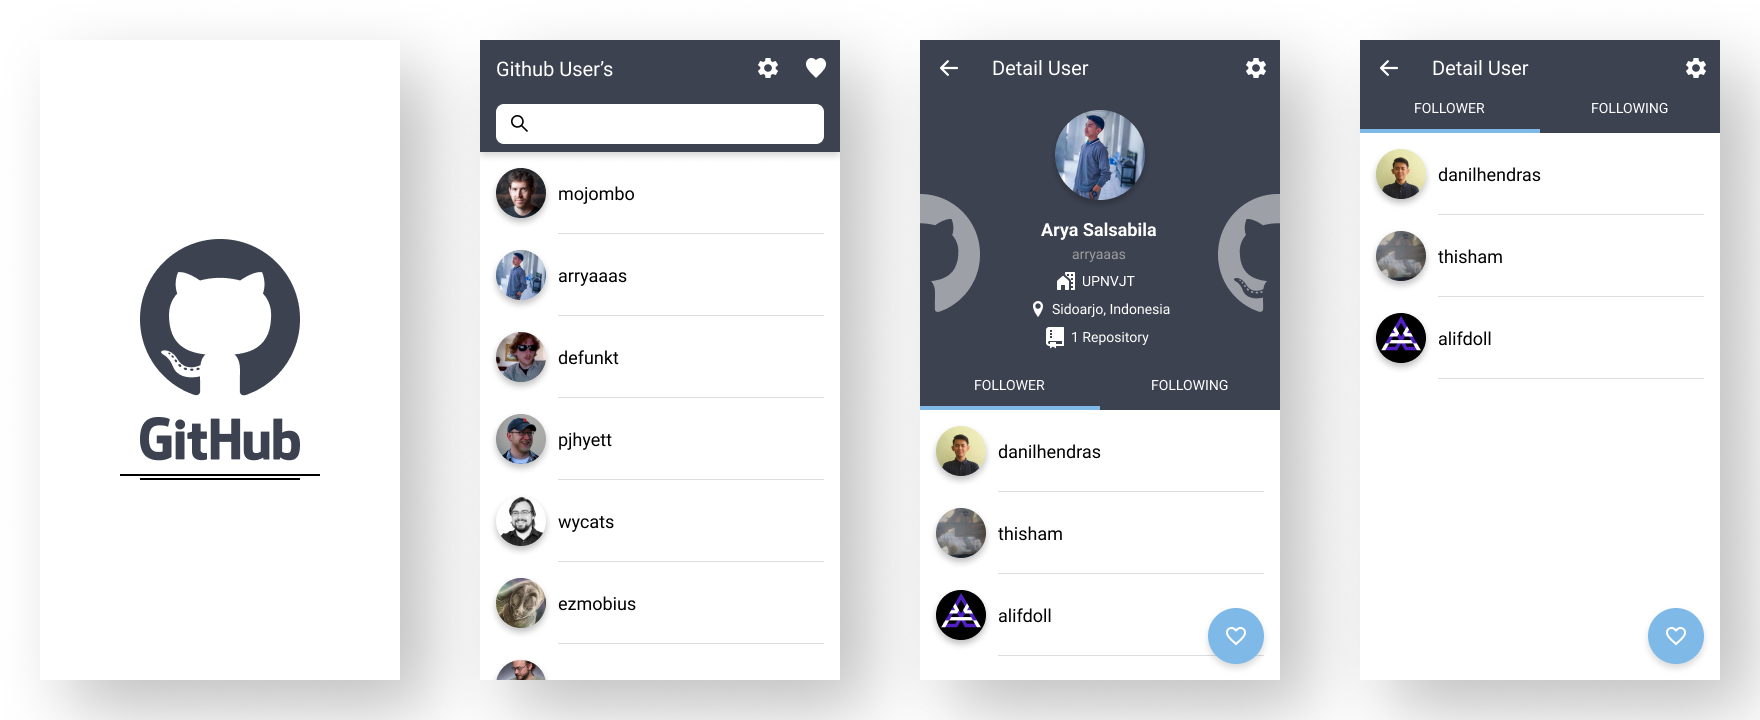 GitHub
Github User's
mojombo
arryaaas
defunkt
pjhyett
wycats
ezmobius
Detail User
Arya Salsabila
arryaaas
UPNVJT
Sidoarjo, Indonesia
1 Repository
FOLLOWER FOLLOWING
danilhendras
thisham
alifdoll
Detail User
FOLLOWER FOLLOWING
danilhendras
thisham
alifdoll